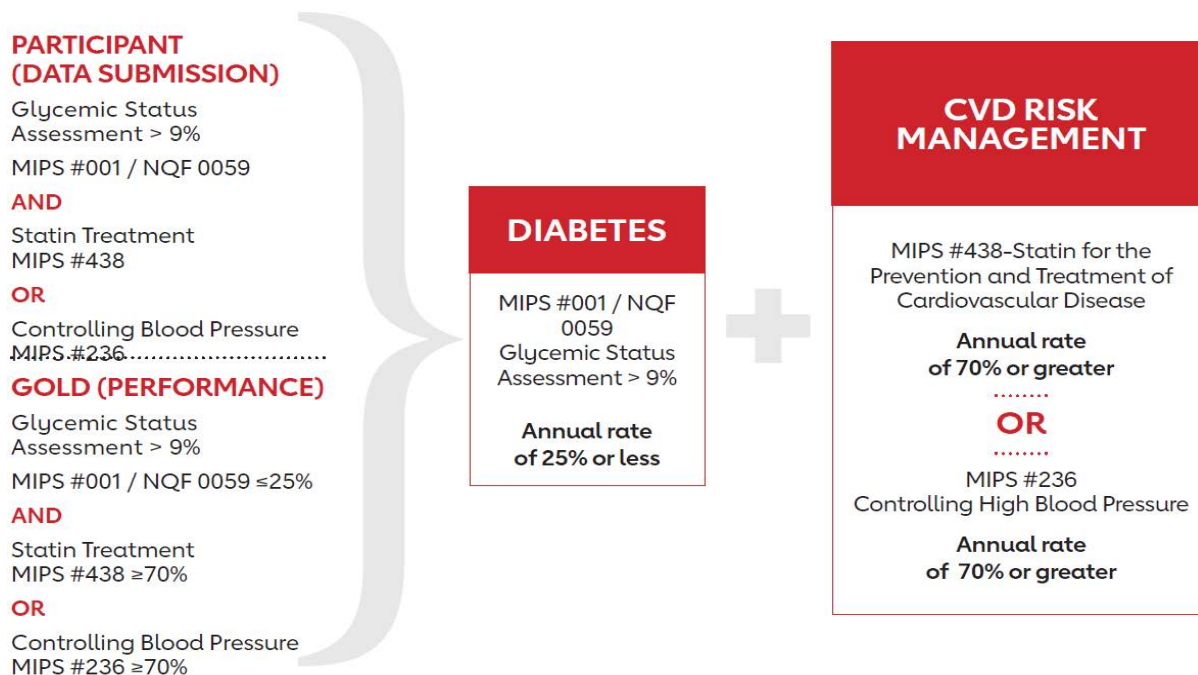 PARTICIPANT
(DATA SUBMISSION)
Glycemic Status
Assessment > 9%
MIPS #001 / NQF 0059
AND
Statin Treatment
MIPS #438
OR
Controlling Blood Pressure
MIPS #236
GOLD (PERFORMANCE)
Glycemic Status
Assessment > 9%
MIPS #001 / NQF 0059 ≤25%
AND
Statin Treatment
MIPS #438 ≥70%
OR
Controlling Blood Pressure
MIPS #236 ≥70%
DIABETES
MIPS #001 / NQF
0059
Glycemic Status
Assessment > 9%
Annual rate
of 25% or less
CVD RISK
MANAGEMENT
MIPS #438-Statin for the
Prevention and Treatment of
Cardiovascular Disease
Annual rate
of 70% or greater
OR
MIPS #236
Controlling High Blood Pressure
Annual rate
of 70% or greater